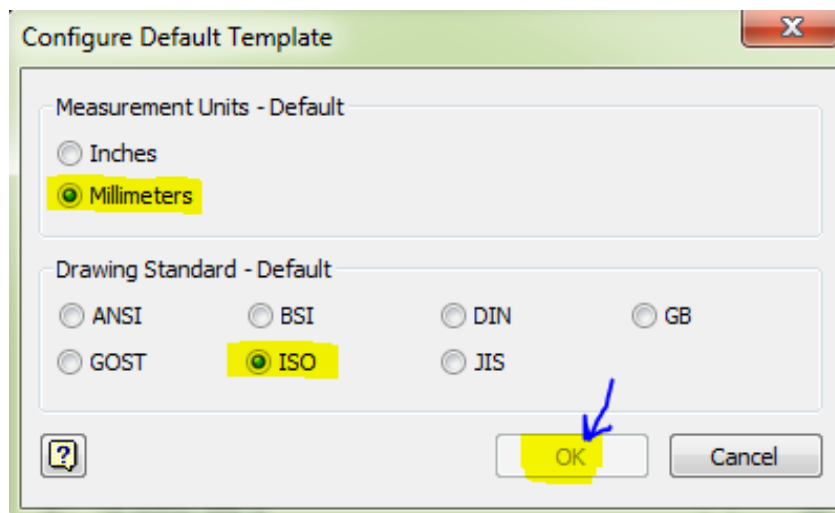 Configure Default Template
X
Measurement Units - Default
Inches
Millimeters
Drawing Standard - Default
ANSI BSI DIN GB
GOST ISO JIS
? OK Cancel